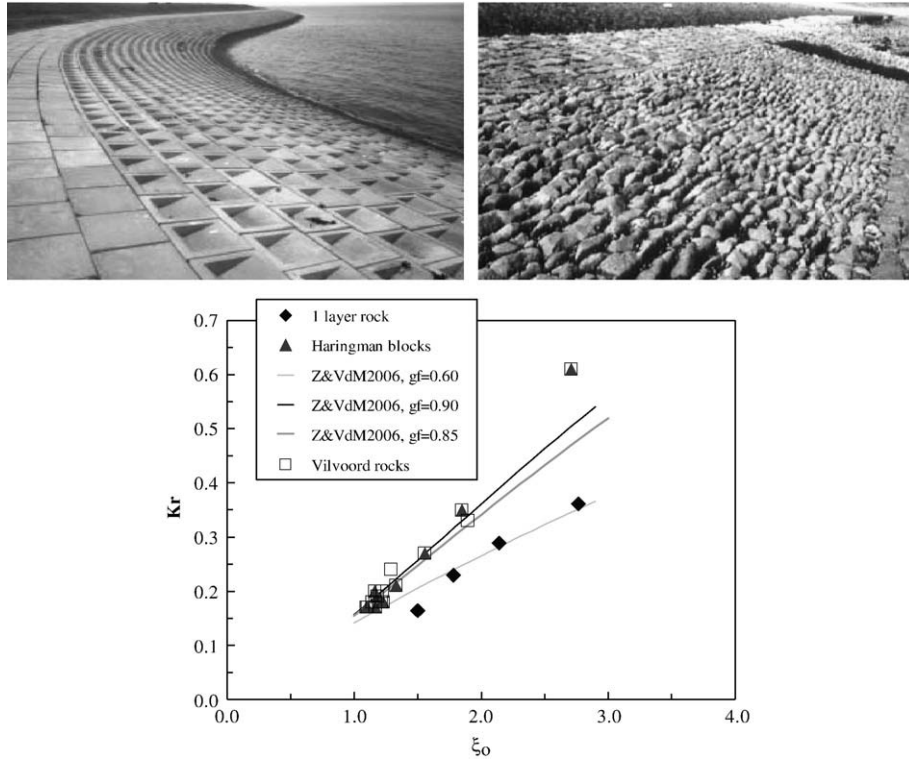 0.7
0.6
0.5
0.4
0.3
0.2
0.1
0.0
Kr
1 layer rock
Haringman blocks
Z&VdM2006, gf=0.60
Z&VdM2006, gf=0.90
Z&VdM2006, gf=0.85
Vilvoord rocks
0.0 1.0 2.0 3.0 4.0
ξo